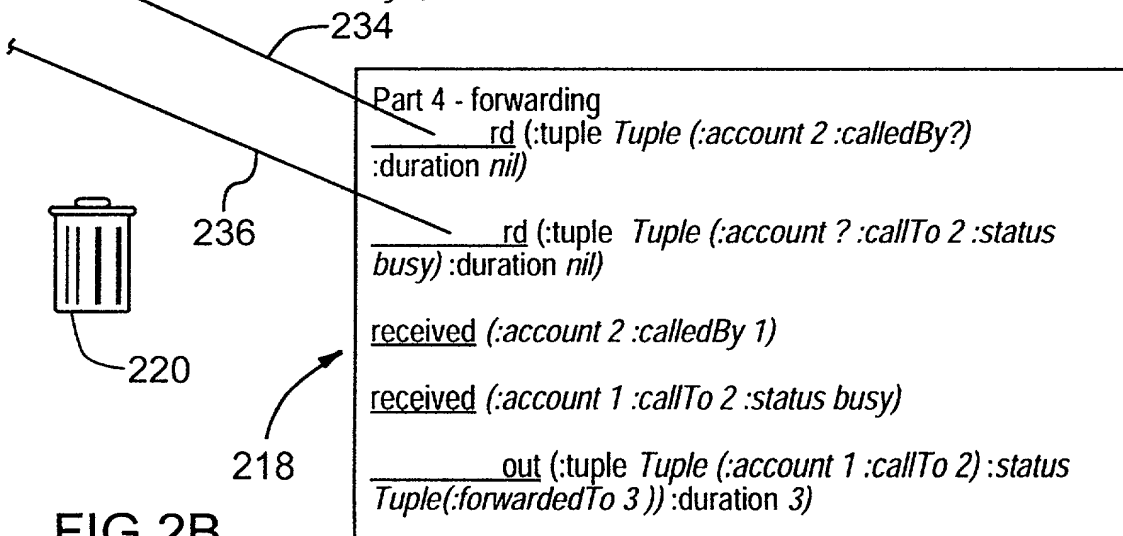 234
Part 4 - forwarding
rd (:tuple Tuple (:account 2 :calledBy?)
:duration nil)
236
rd (:tuple Tuple (:account ? :callTo 2 :status
busy) :duration nil)
received (:account 2 :calledBy 1)
220
received (:account 1 :callTo 2 :status busy)
218
out (:tuple Tuple (:account 1 :callTo 2) :status
Tuple(:forwardedTo 3 )) :duration 3)
FIG 2B